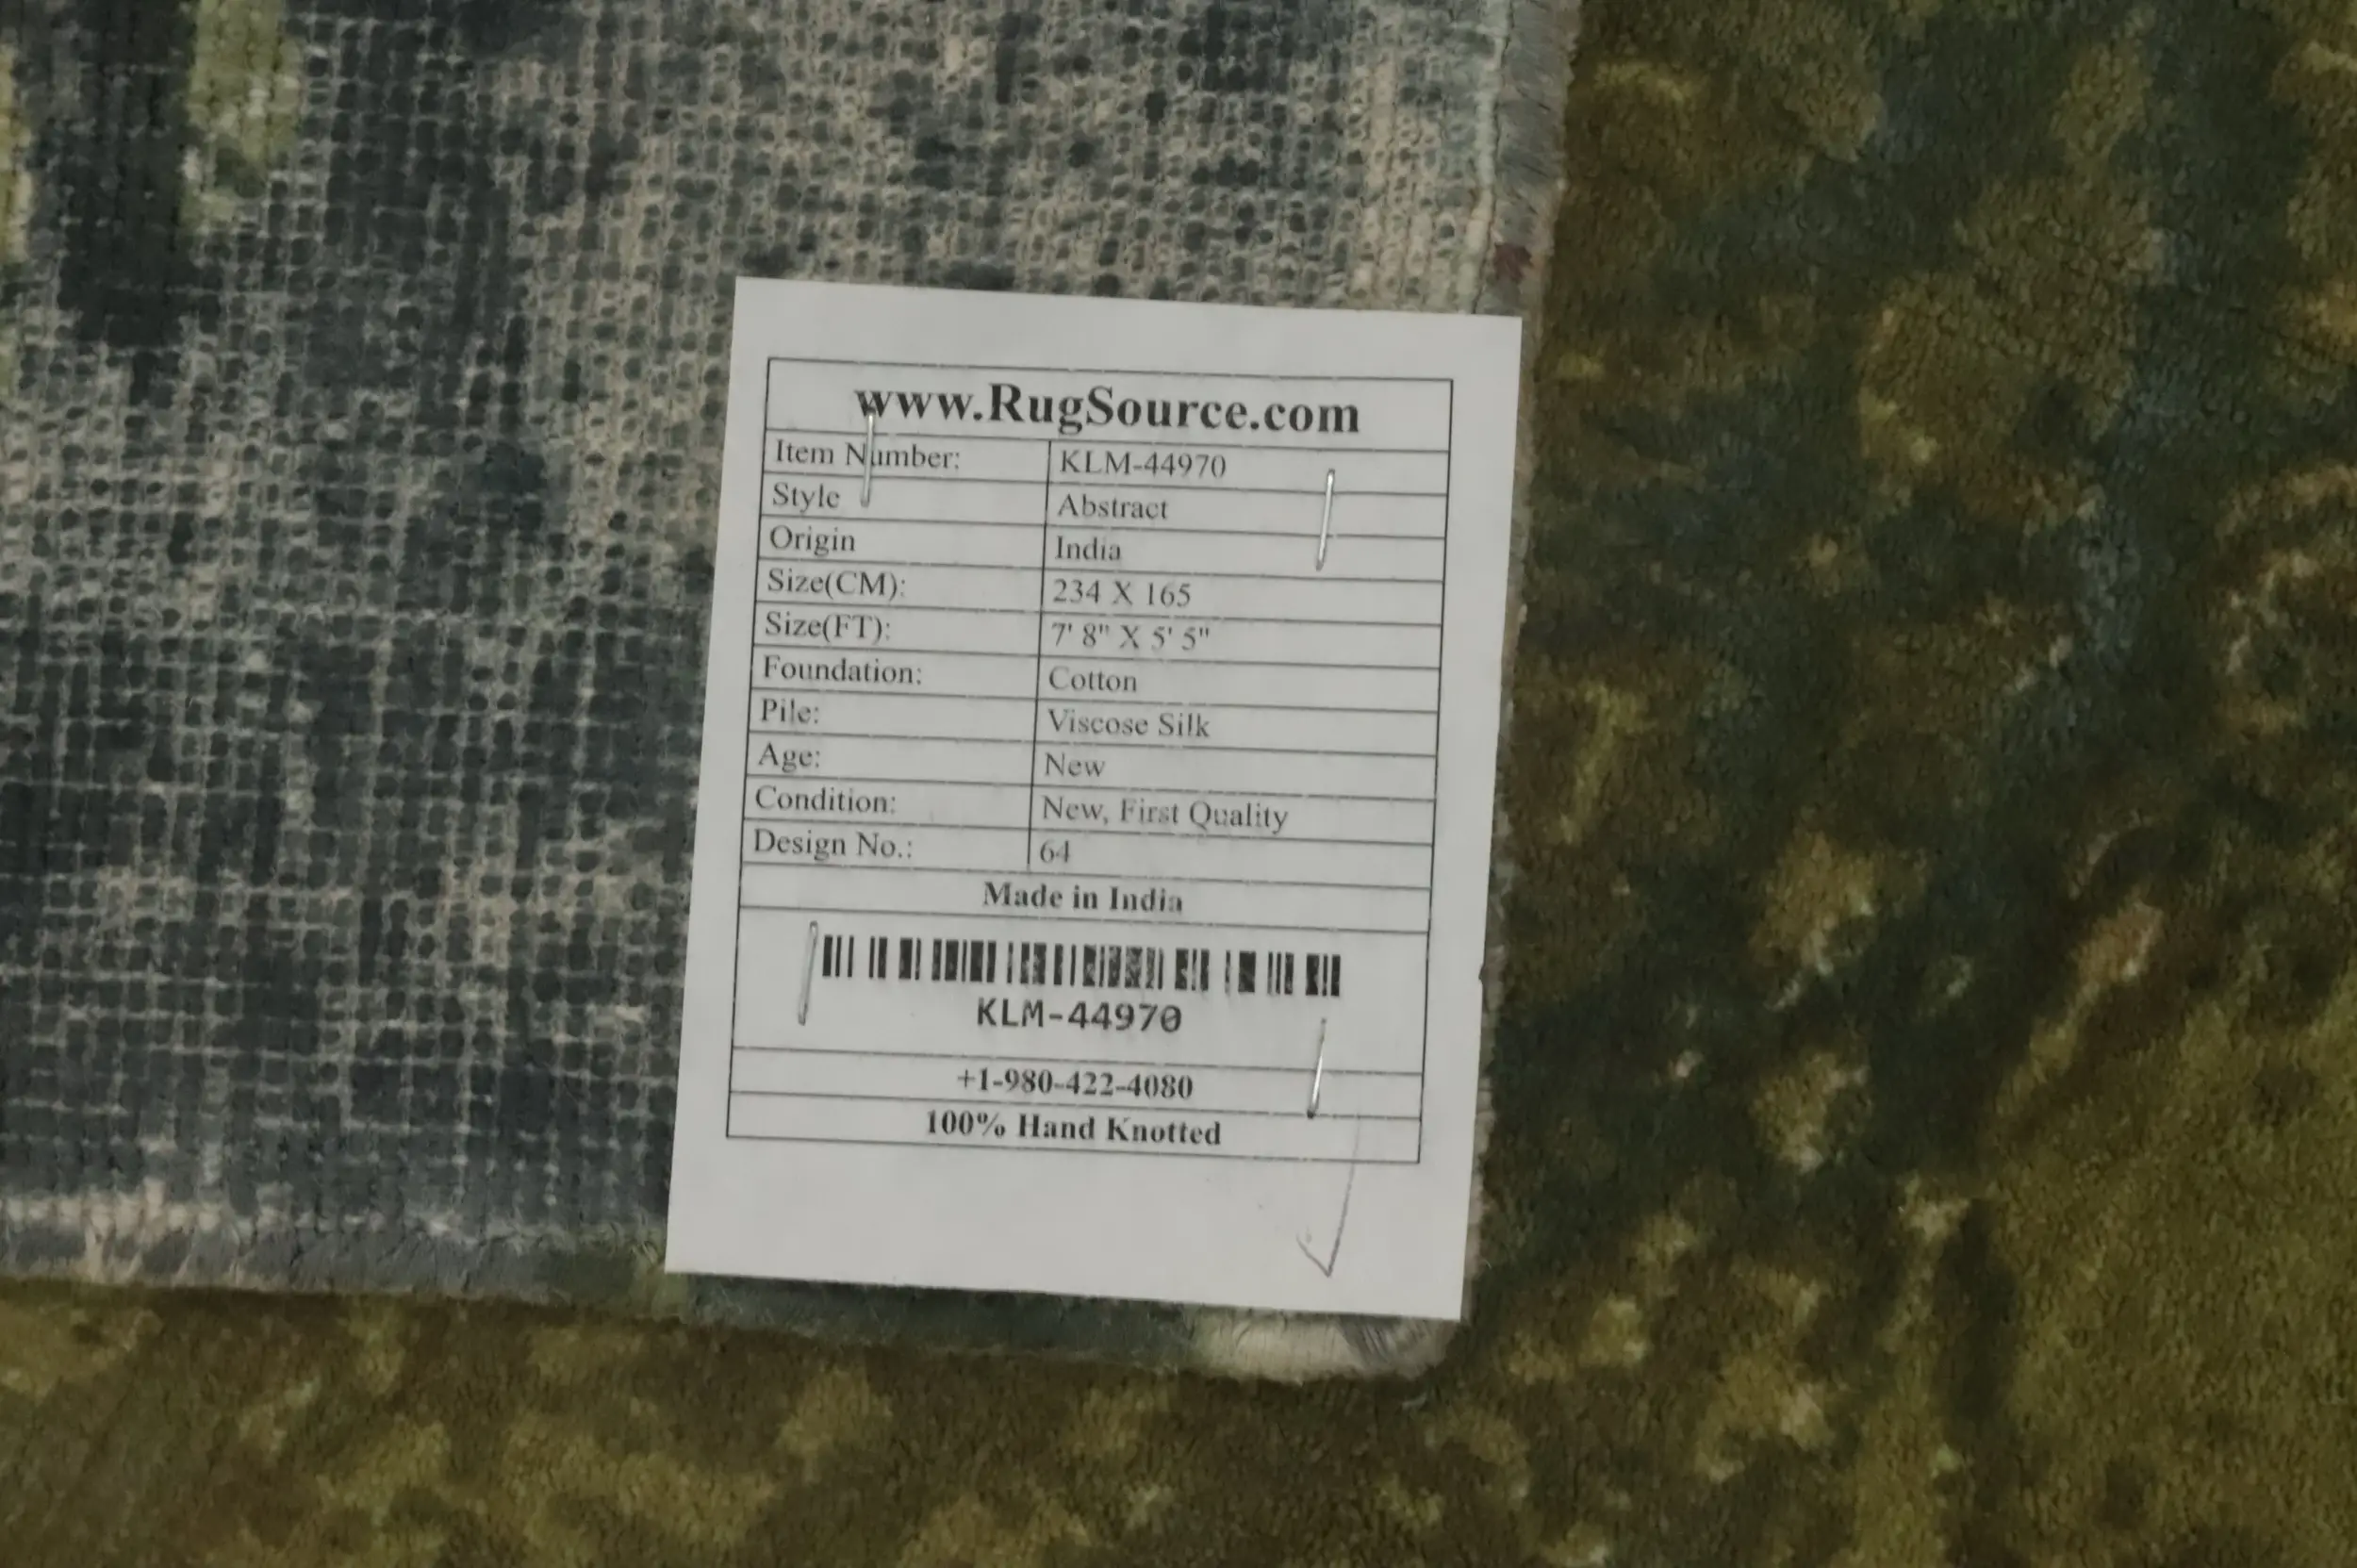 www.RugSource.com
Item Number: KLM-44970
Style Abstract
Origin India
Size(CM): 234 X 165
Size(FT): 7' 8" X 5' 5"
Foundation: Cotton
Pile: Viscose Silk
Age: New
Condition: New, First Quality
Design No.: 64
Made in India
KLM-44970
+1-980-422-4080
100% Hand Knotted